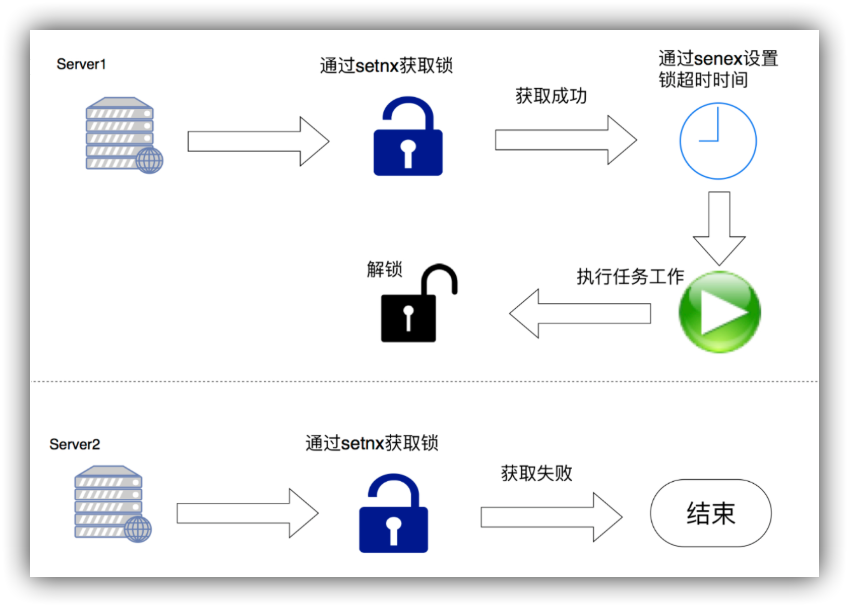 Server1
通过setnx获取锁
获取成功
通过senex设置
锁超时时间
执行任务工作
解锁
Server2
通过setnx获取锁
获取失败
结束